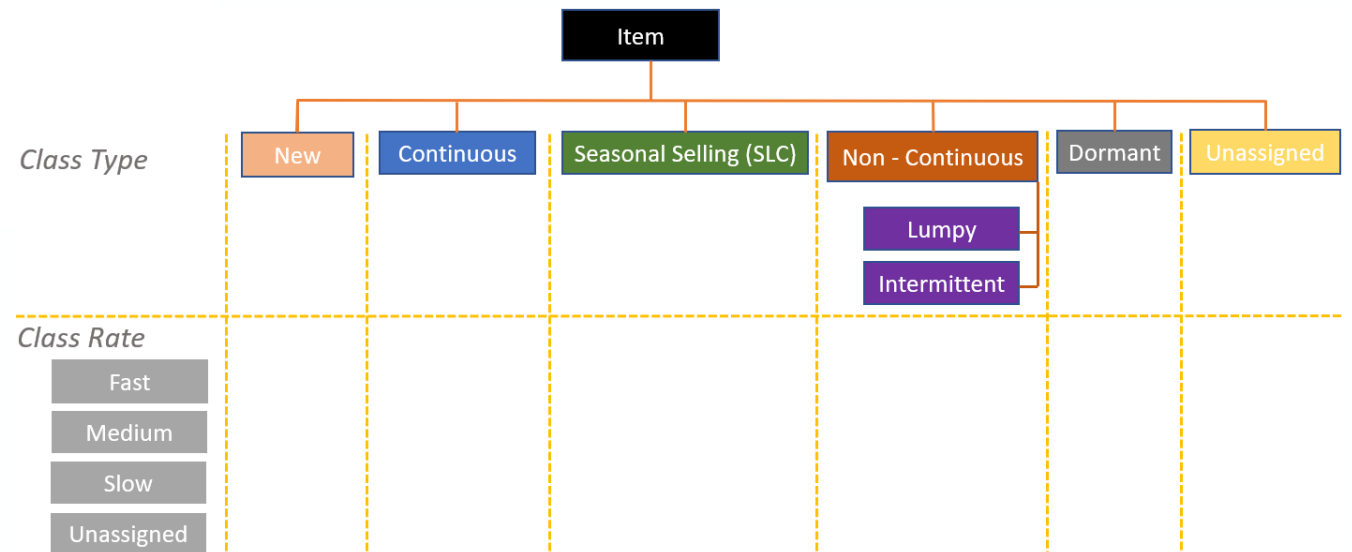 Item
Class Type
New
Continuous
Seasonal Selling (SLC)
Non - Continuous
Dormant
Unassigned
Lumpy
Intermittent
Class Rate
Fast
Medium
Slow
Unassigned